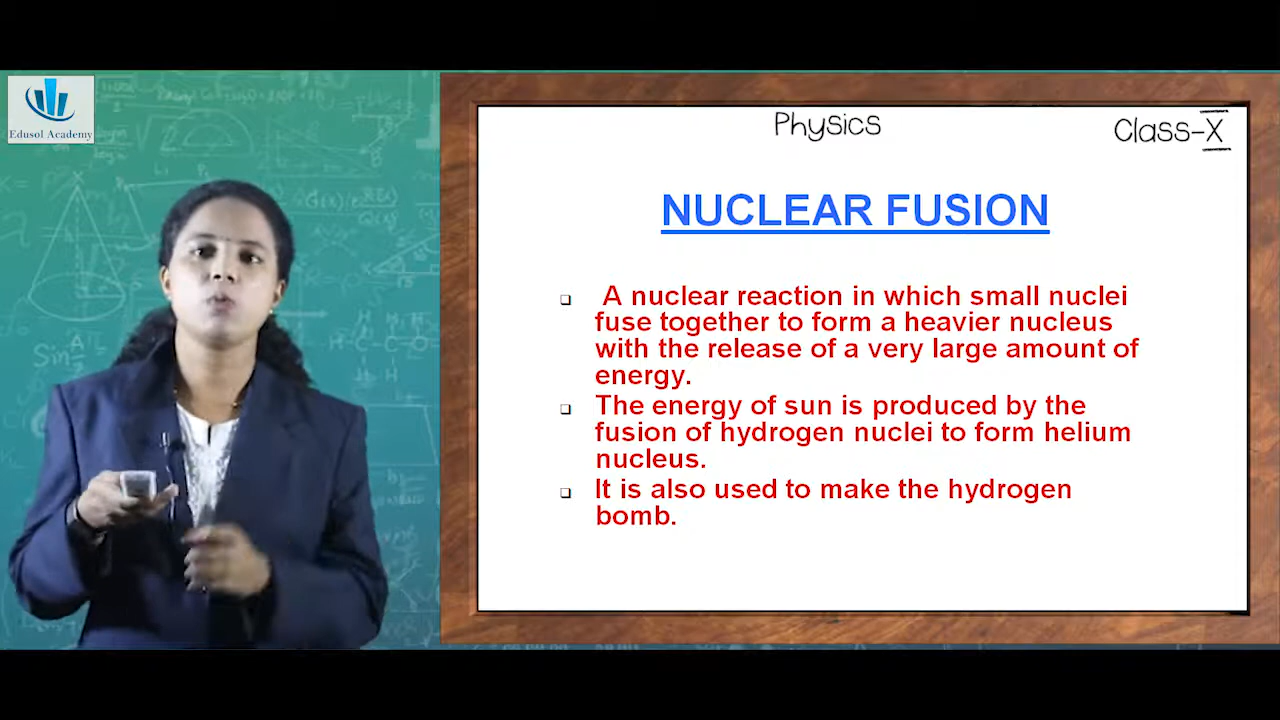 Edusol Academy
Physics
Class-X
NUCLEAR FUSION
A nuclear reaction in which small nuclei
fuse together to form a heavier nucleus
with the release of a very large amount of
energy.
The energy of sun is produced by the
fusion of hydrogen nuclei to form helium
nucleus.
It is also used to make the hydrogen
bomb.